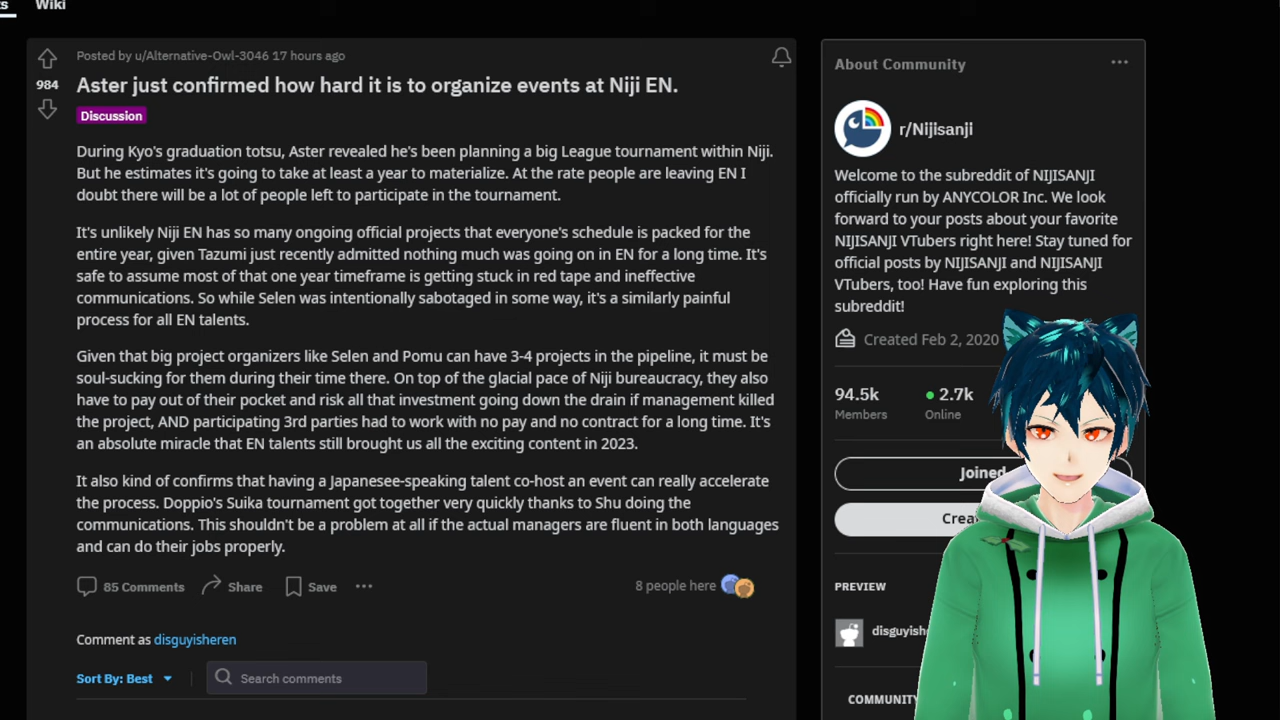 Wiki
Posted by u/Alternative-Owl-3046 17 hours ago
984
Aster just confirmed how hard it is to organize events at Niji EN.
Discussion
During Kyo's graduation totsu, Aster revealed he's been planning a big League tournament within Niji.
But he estimates it's going to take at least a year to materialize. At the rate people are leaving EN I
doubt there will be a lot of people left to participate in the tournament.
It's unlikely Niji EN has so many ongoing official projects that everyone's schedule is packed for the
entire year, given Tazumi just recently admitted nothing much was going on in EN for a long time. It's
safe to assume most of that one year timeframe is getting stuck in red tape and ineffective
communications. So while Selen was intentionally sabotaged in some way, it's a similarly painful
process for all EN talents.
Given that big project organizers like Selen and Pomu can have 3-4 projects in the pipeline, it must be
soul-sucking for them during their time there. On top of the glacial pace of Niji bureaucracy, they also
have to pay out of their pocket and risk all that investment going down the drain if management killed
the project, AND participating 3rd parties had to work with no pay and no contract for a long time. It's
an absolute miracle that EN talents still brought us all the exciting content in 2023.
It also kind of confirms that having a Japanesee-speaking talent co-host an event can really accelerate
the process. Doppio's Suika tournament got together very quickly thanks to Shu doing the
communications. This shouldn't be a problem at all if the actual managers are fluent in both languages
and can do their jobs properly.
85 Comments Share Save
8 people here
Comment as disguyisheren
Sort By: Best
Search comments
About Community
r/Nijisanji
Welcome to the subreddit of NIJISANJI
officially run by ANYCOLOR Inc. We look
forward to your posts about your favorite
NIJISANJI VTubers right here! Stay tuned for
official posts by NIJISANJI and NIJISANJI
VTubers, too! Have fun exploring this
subreddit!
Created Feb 2, 2020
94.5k 2.7k
Members Online
Joined
PREVIEW
COMMUNITY